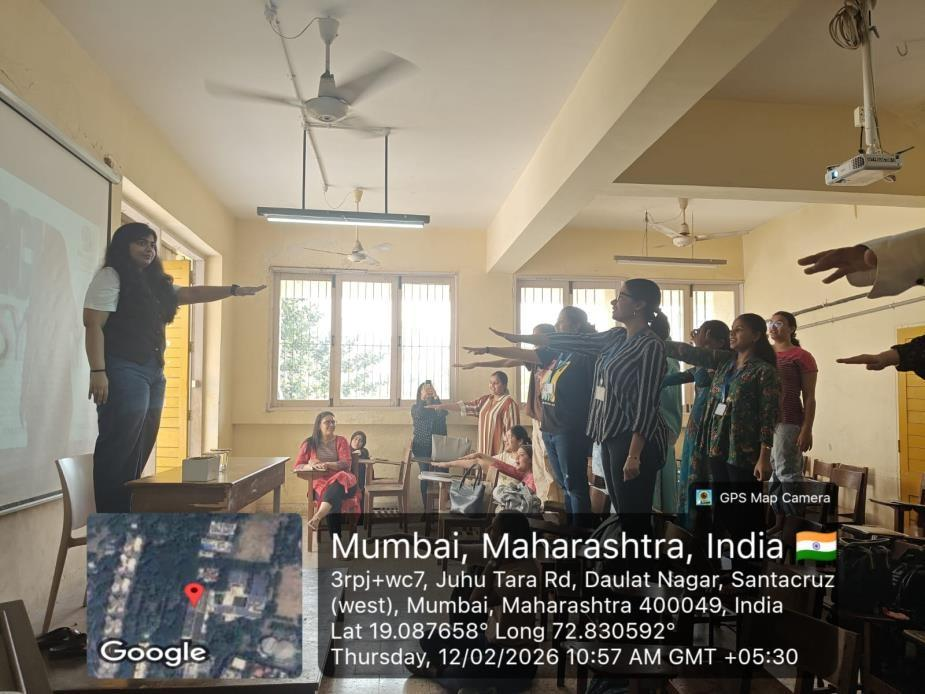 GPS Map Camera
Mumbai, Maharashtra, India 🇮🇳
3rpj+wc7, Juhu Tara Rd, Daulat Nagar, Santacruz
(west), Mumbai, Maharashtra 400049, India
Lat 19.087658° Long 72.830592°
Thursday, 12/02/2026 10:57 AM GMT +05:30
Google